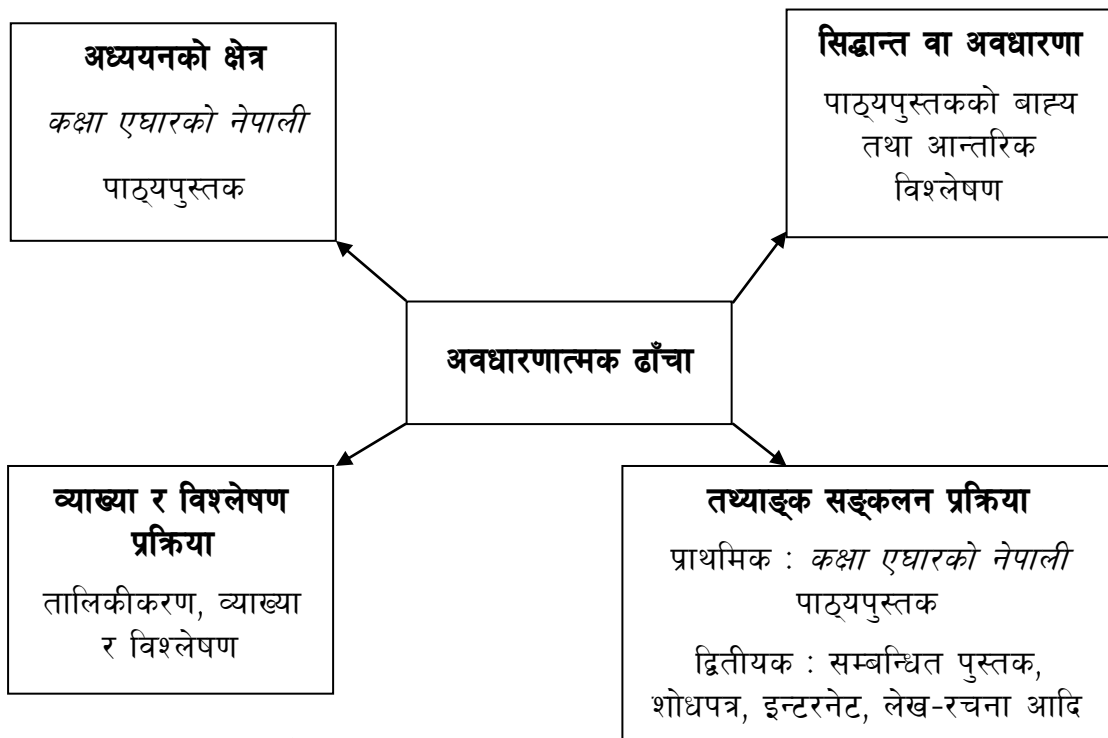 अध्ययनको क्षेत्र
कक्षा एघारको नेपाली
पाठ्यपुस्तक
सिद्धान्त वा अवधारणा
पाठ्यपुस्तकको बाह्य
तथा आन्तरिक
विश्लेषण
अवधारणात्मक ढाँचा
व्याख्या र विश्लेषण
प्रक्रिया
तालिकीकरण, व्याख्या
र विश्लेषण
तथ्याङ्क सङ्कलन प्रक्रिया
प्राथमिक : कक्षा एघारको नेपाली
पाठ्यपुस्तक
द्वितीयक : सम्बन्धित पुस्तक,
शोधपत्र, इन्टरनेट, लेख-रचना आदि